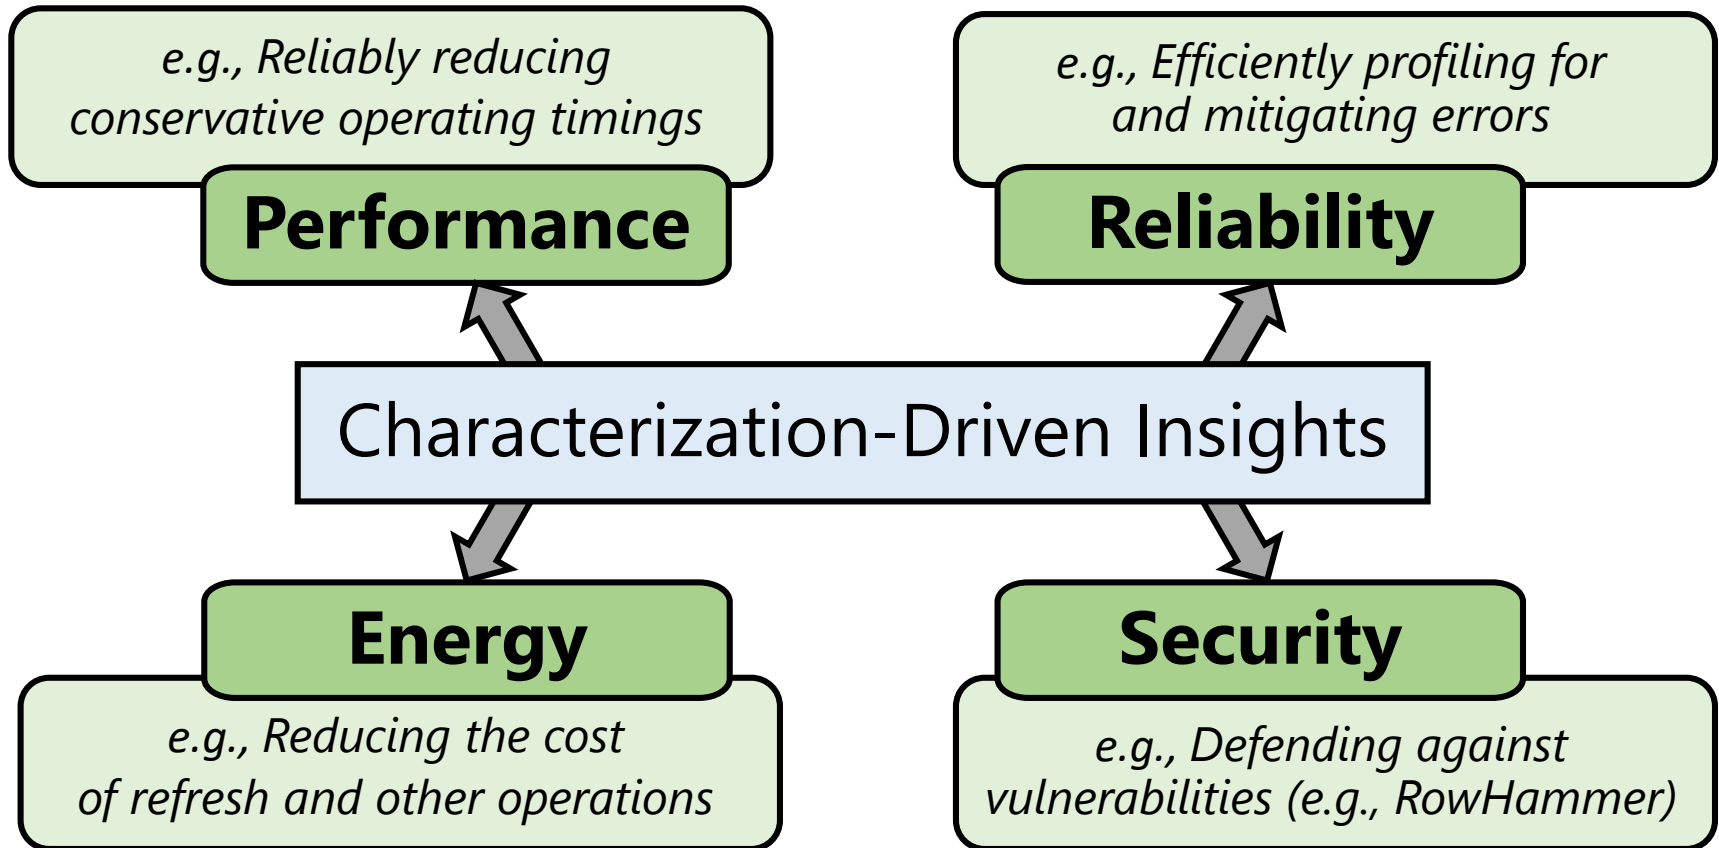 e.g., Reliably reducing
conservative operating timings
Performance
e.g., Efficiently profiling for
and mitigating errors
Reliability
Characterization-Driven Insights
Energy
e.g., Reducing the cost
of refresh and other operations
Security
e.g., Defending against
vulnerabilities (e.g., RowHammer)